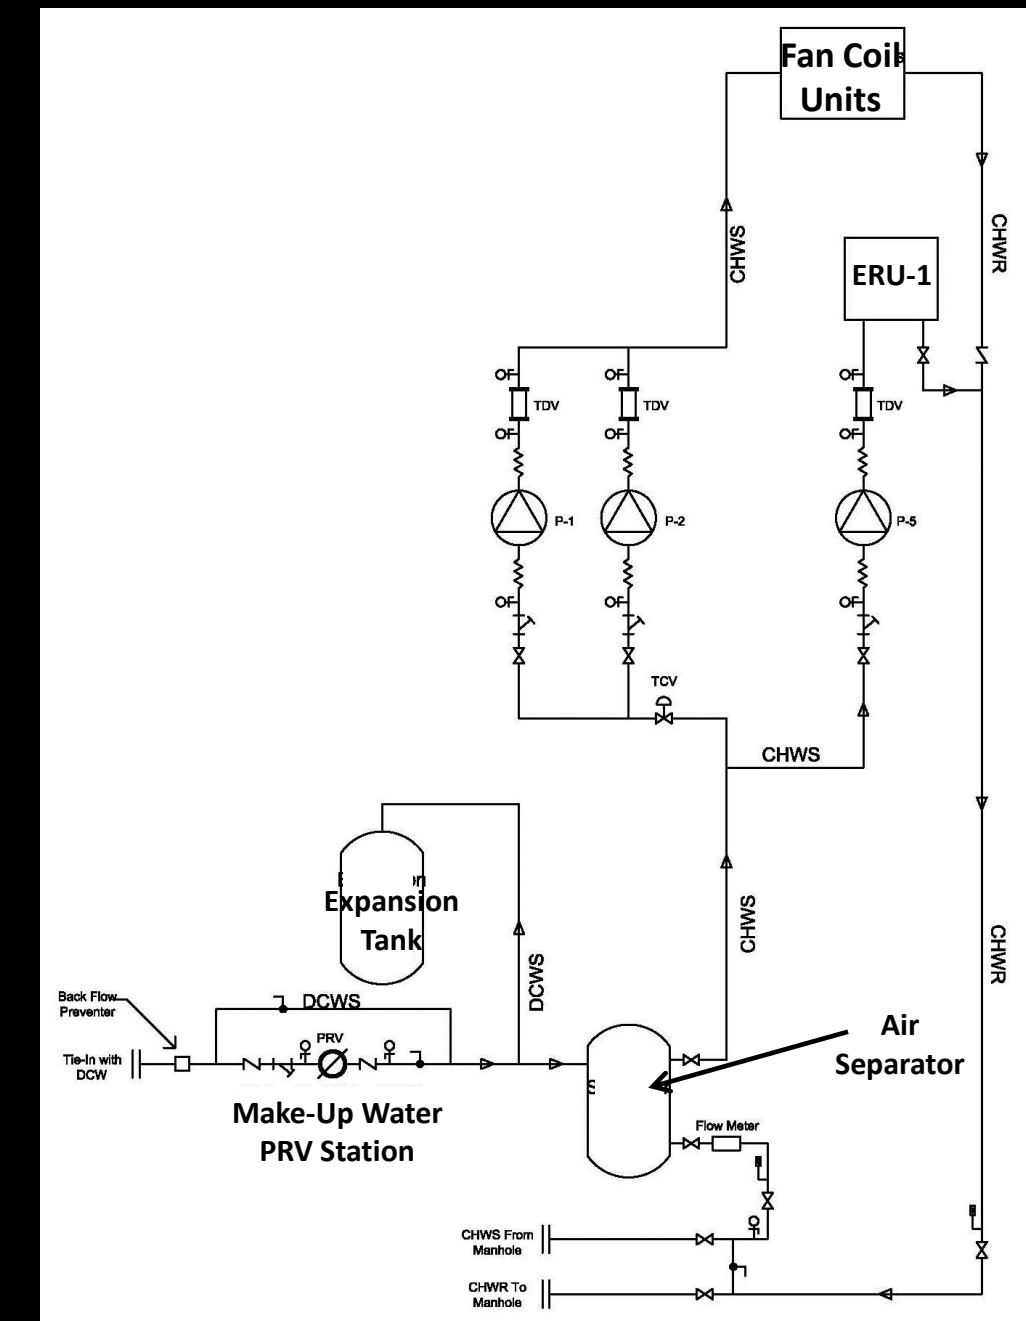 Fan Coil
Units
CHWS
CHWR
ERU-1
TDV
TDV
TDV
P-1
P-2
P-5
TCV
CHWS
Expansion
Tank
CHWS
CHWR
DCWS
Back Flow
Preventer
DCWS
PRV
Tie-In with
DCW
Air
Separator
Make-Up Water
PRV Station
Flow Meter
CHWS From
Manhole
CHWR To
Manhole